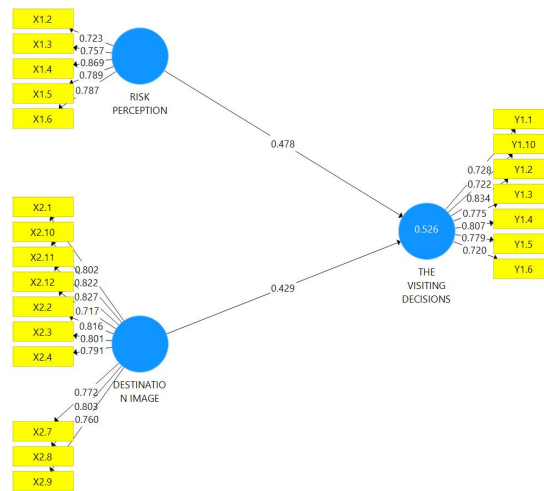 X1.2
X1.3
X1.4
X1.5
X1.6
0.723
0.757
0.869
0.789
0.787
RISK
PERCEPTION
0.478
X2.1
X2.10
X2.11
X2.12
X2.2
X2.3
X2.4
X2.7
X2.8
X2.9
0.802
0.822
0.827
0.717
0.816
0.801
0.791
0.772
0.803
0.760
DESTINATIO
N IMAGE
0.429
0.526
THE
VISITING
DECISIONS
0.728
0.722
0.834
0.775
0.807
0.779
0.720
Y1.1
Y1.10
Y1.2
Y1.3
Y1.4
Y1.5
Y1.6